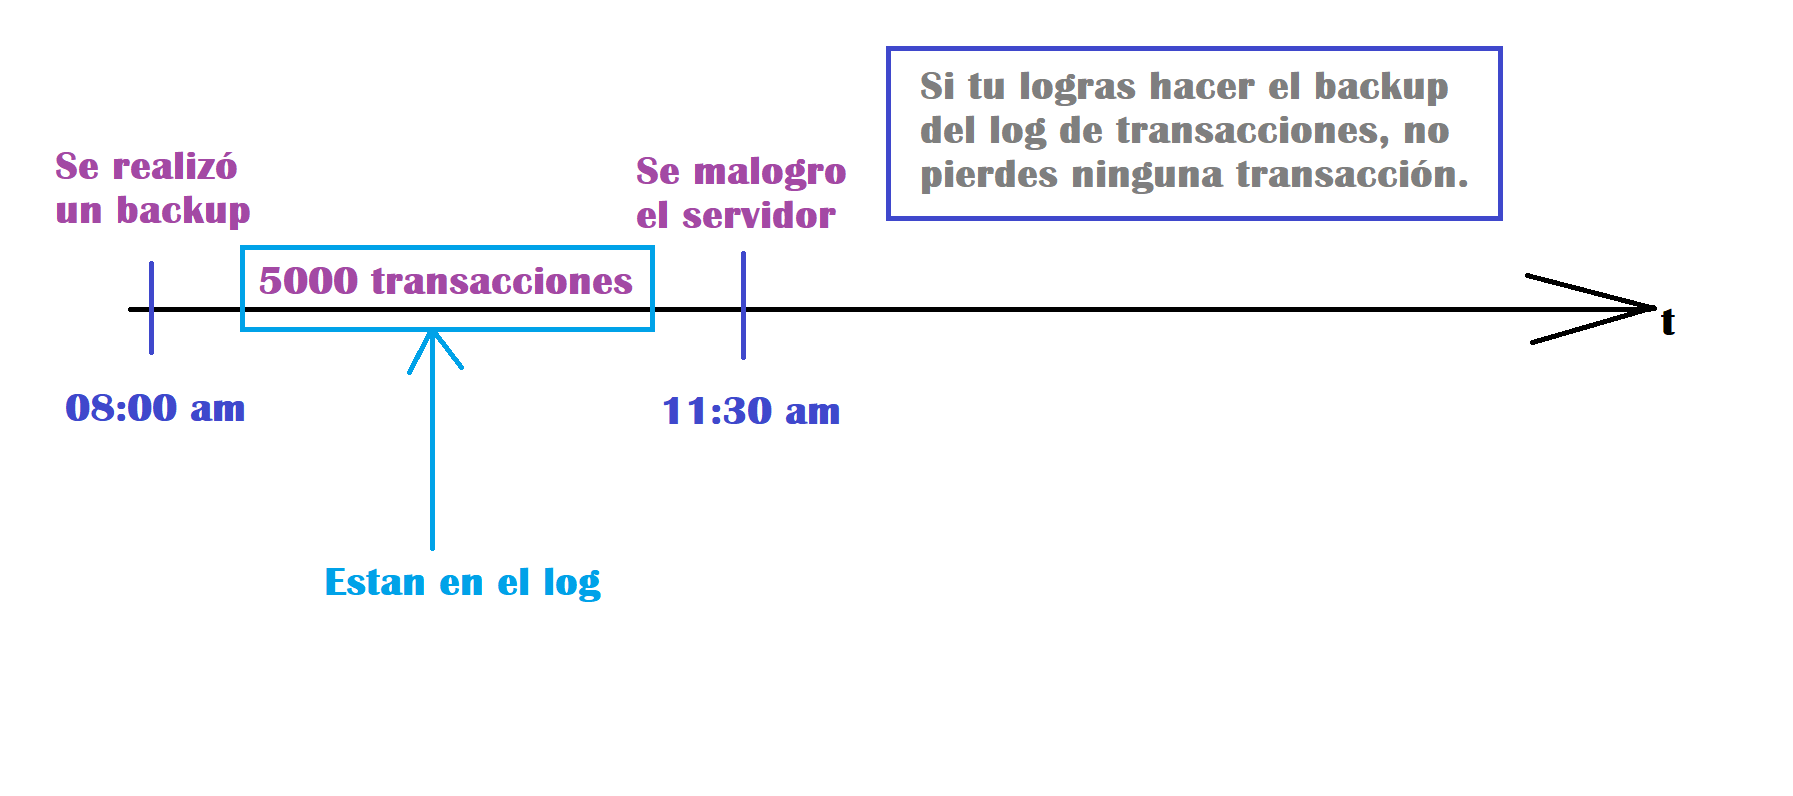 Si tu logras hacer el backup
del log de transacciones, no
pierdes ninguna transacción.
Se realizó
un backup
Se malogro
el servidor
5000 transacciones
t
08:00 am
11:30 am
Estan en el log